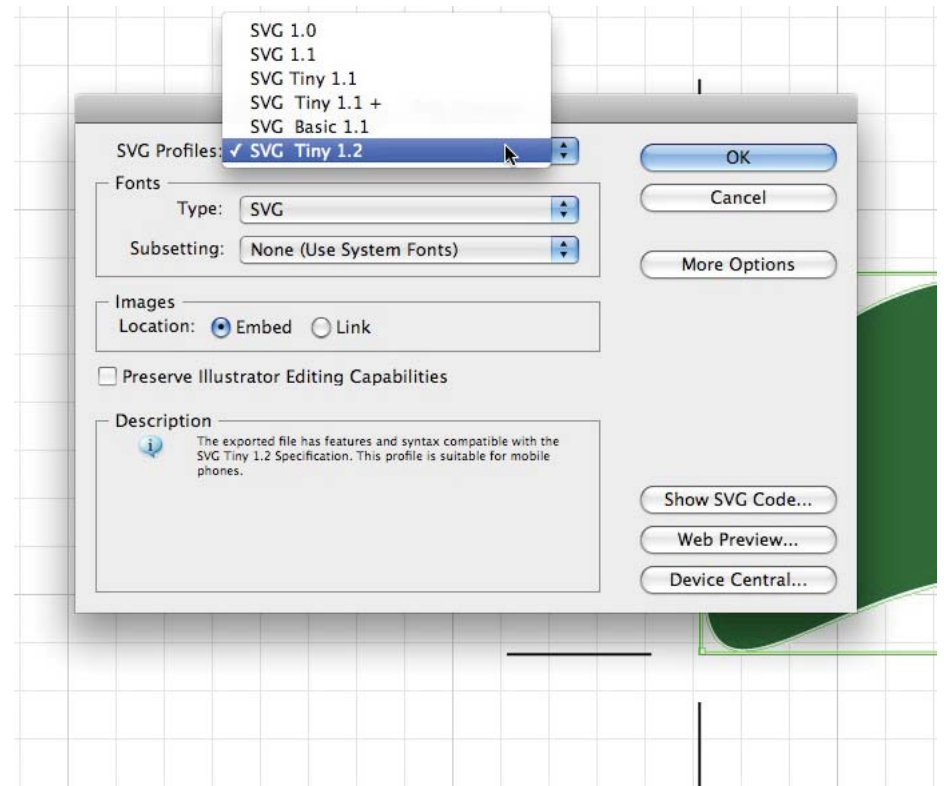 SVG 1.0
SVG 1.1
SVG Tiny 1.1
SVG Tiny 1.1 +
SVG Basic 1.1
SVG Profiles: ✓ SVG Tiny 1.2
OK
Fonts
Type: SVG
Cancel
Subsetting: None (Use System Fonts)
More Options
Images
Location: Embed Link
Preserve Illustrator Editing Capabilities
Description
i
The exported file has features and syntax compatible with the
SVG Tiny 1.2 Specification. This profile is suitable for mobile
phones.
Show SVG Code...
Web Preview...
Device Central...